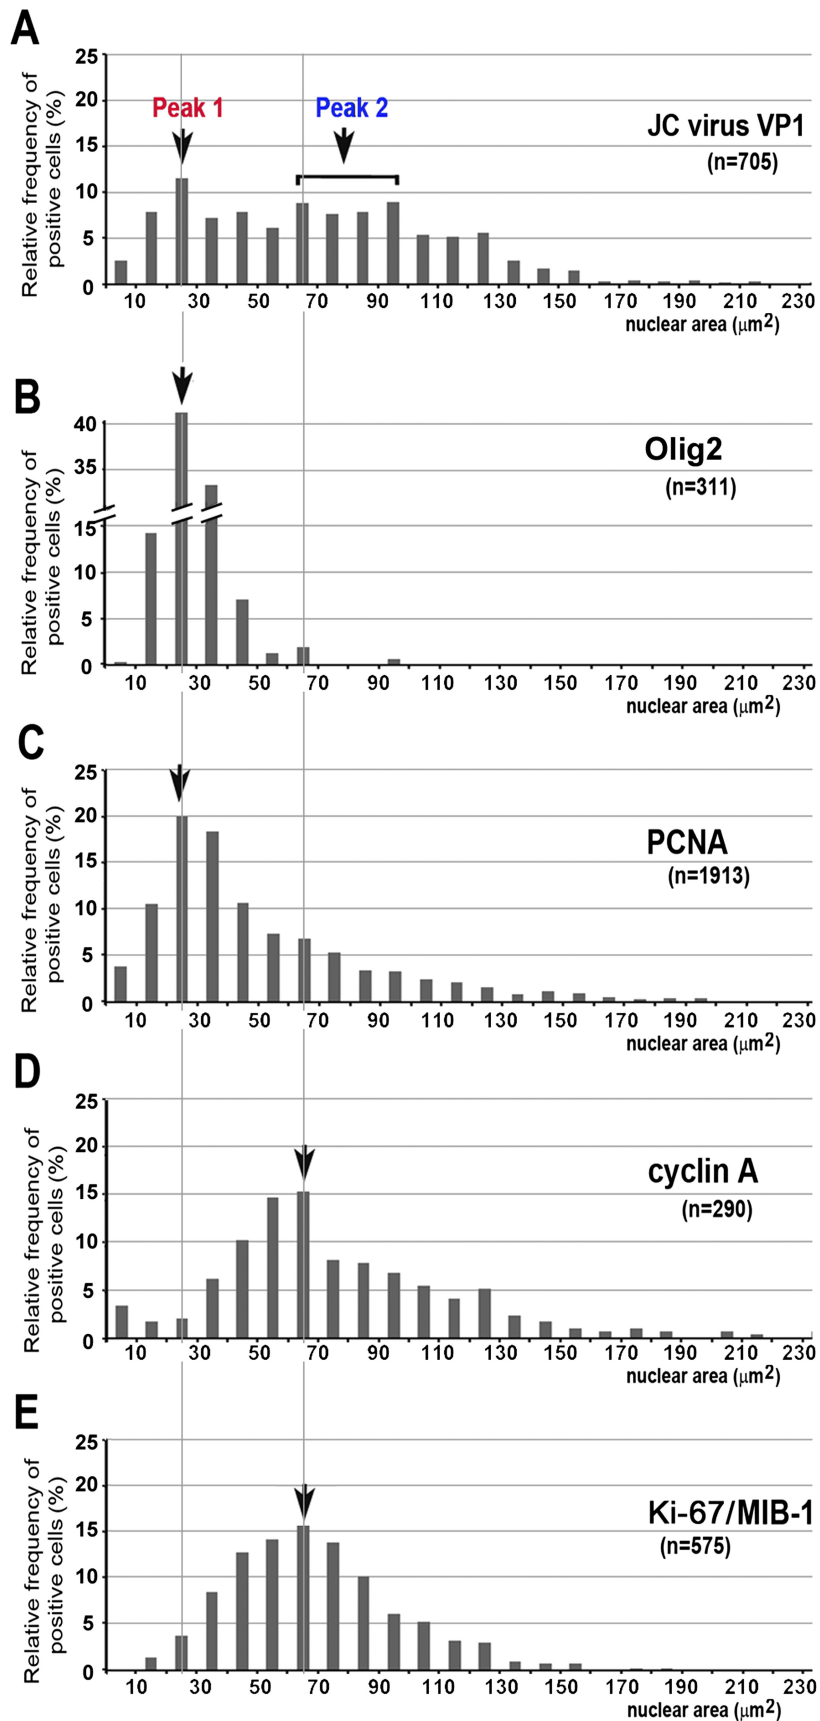 A
Relative frequency of
positive cells (%)
25
20
15
10
5
0
Peak 1
Peak 2
JC virus VP1
(n=705)
10 30 50 70 90 110 130 150 170 190 210 230
nuclear area (μm2)
B
Relative frequency of
positive cells (%)
40
35
15
10
5
0
Olig2
(n=311)
10 30 50 70 90 110 130 150 170 190 210 230
nuclear area (μm2)
C
Relative frequency of
positive cells (%)
25
20
15
10
5
0
PCNA
(n=1913)
10 30 50 70 90 110 130 150 170 190 210 230
nuclear area (μm2)
D
Relative frequency of
positive cells (%)
25
20
15
10
5
0
cyclin A
(n=290)
10 30 50 70 90 110 130 150 170 190 210 230
nuclear area (μm2)
E
Relative frequency of
positive cells (%)
25
20
15
10
5
0
Ki-67/MIB-1
(n=575)
10 30 50 70 90 110 130 150 170 190 210 230
nuclear area (μm2)